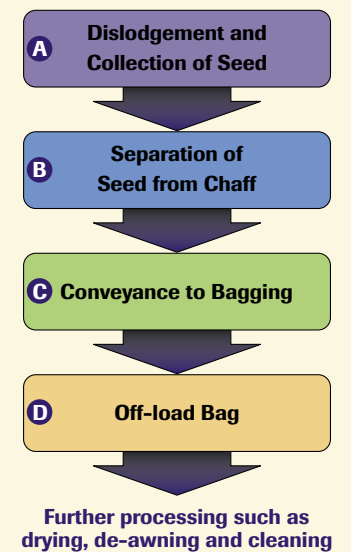 A
Dislodgement and
Collection of Seed
B
Separation of
Seed from Chaff
C Conveyance to Bagging
D Off-load Bag
Further processing such as
drying, de-awning and cleaning